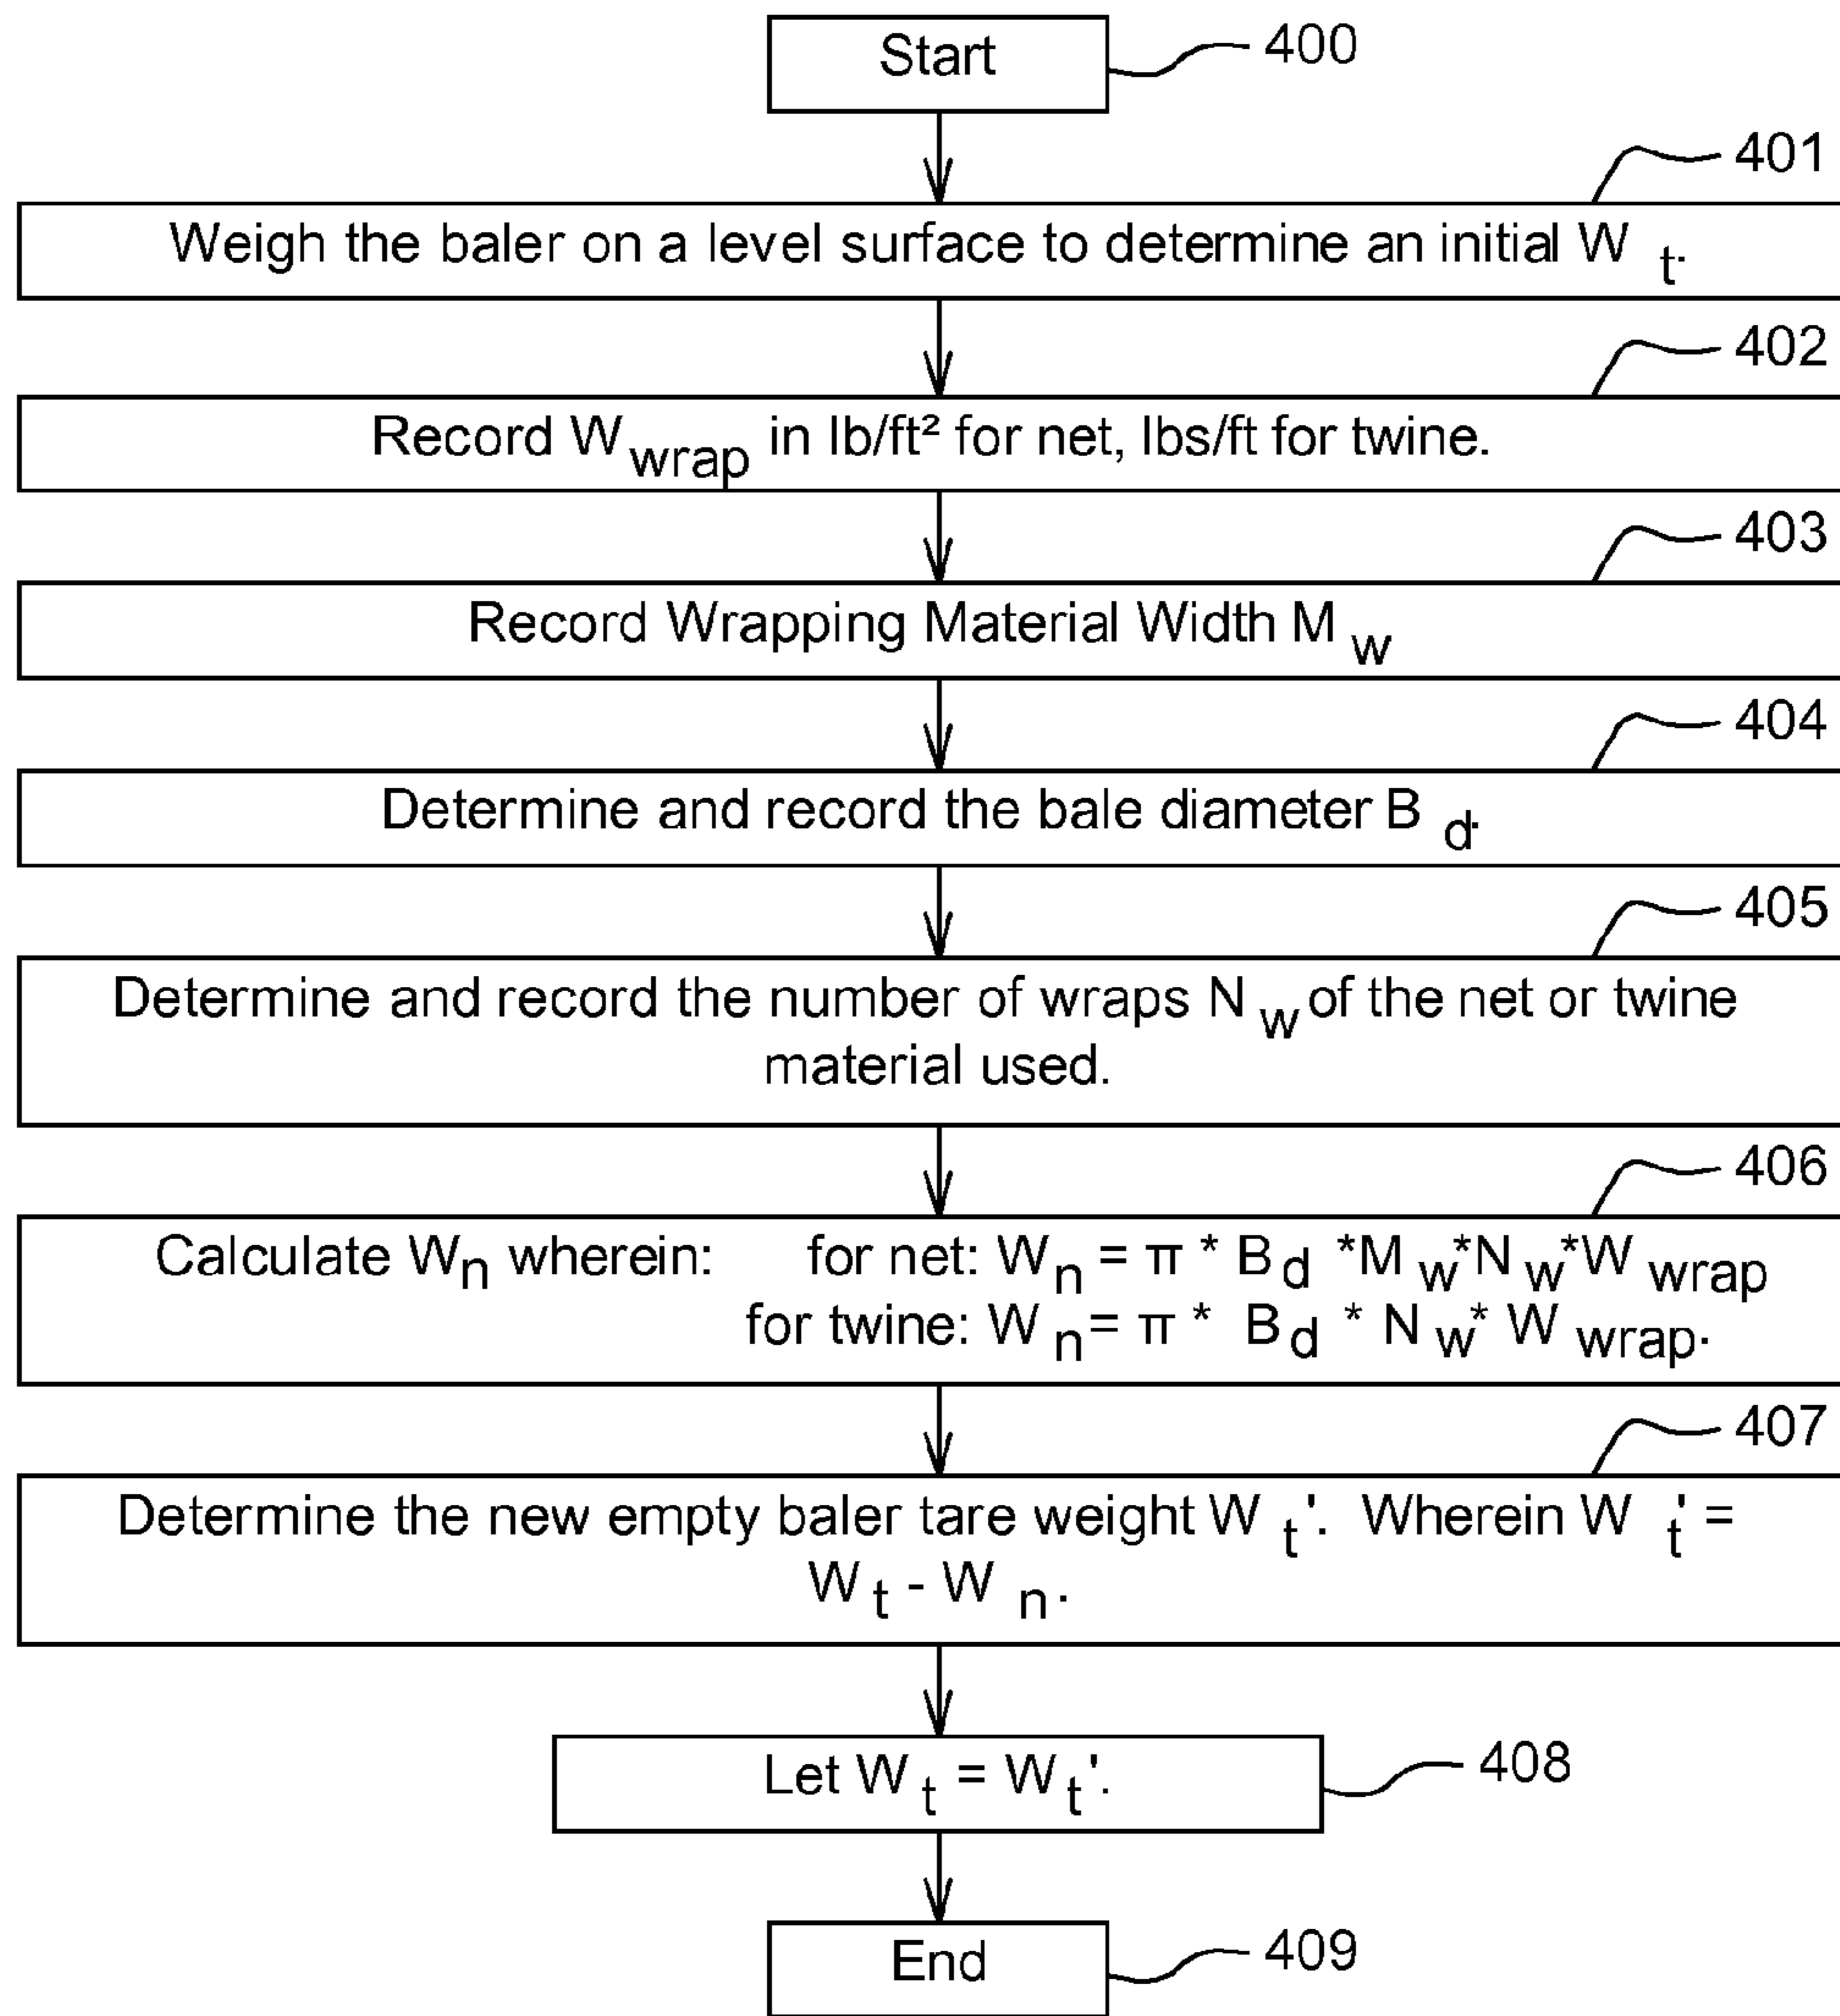 Start
400
401
Weigh the baler on a level surface to determine an initial W t.
402
Record W wrap in lb/ft² for net, lbs/ft for twine.
403
Record Wrapping Material Width M w
404
Determine and record the bale diameter B d.
405
Determine and record the number of wraps N w of the net or twine
material used.
406
Calculate Wn wherein: for net: W n = π * B d *M w*N w*W wrap
for twine: W n= π * B d * N w* W wrap.
407
Determine the new empty baler tare weight W t'. Wherein W t' =
W t - W n.
Let W t = W t'.
408
End
409